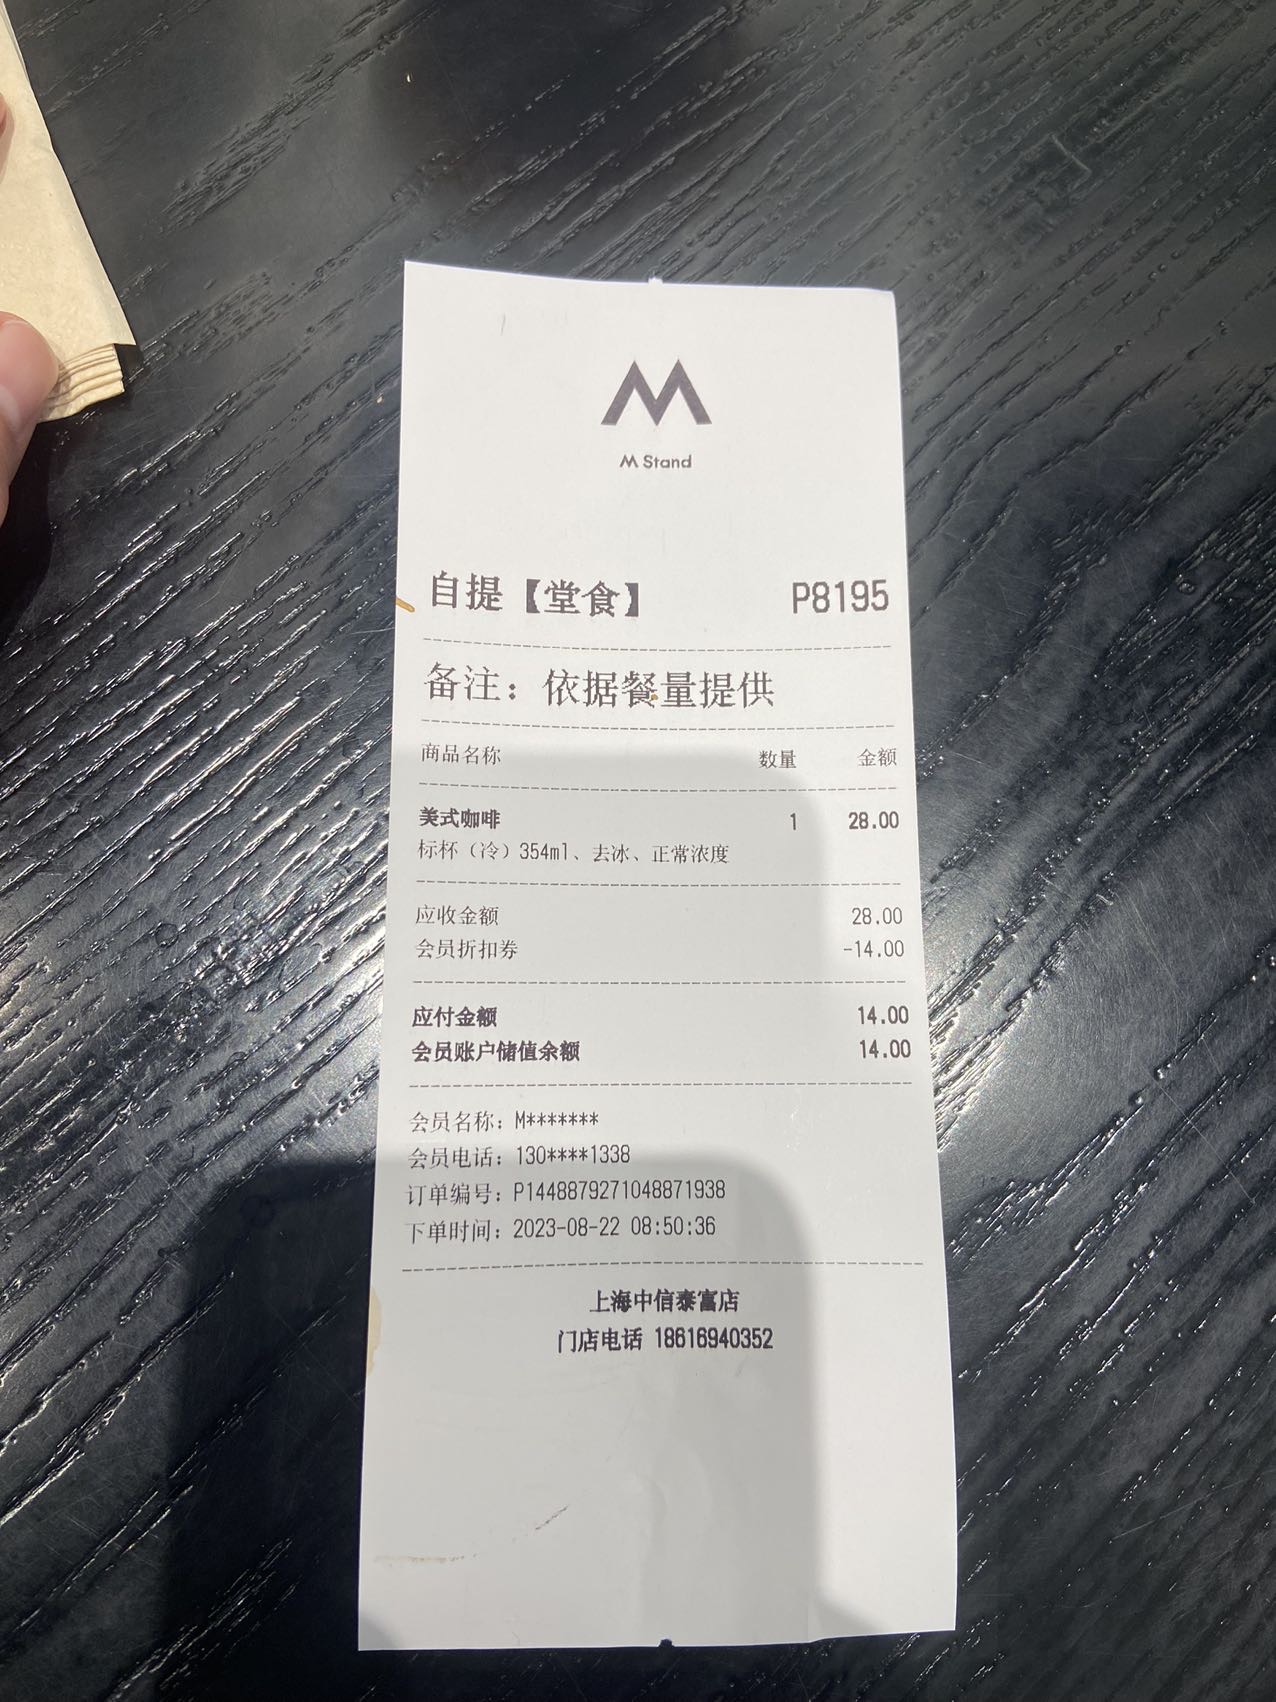 M
M Stand
自提【堂食】 P8195
备注：依据餐量提供
商品名称 数量 金额
美式咖啡 1 28.00
标杯（冷）354ml、去冰、正常浓度
应收金额 28.00
会员折扣券 -14.00
应付金额 14.00
会员账户储值余额 14.00
会员名称：M*******
会员电话：130****1338
订单编号：P1448879271048871938
下单时间：2023-08-22 08:50:36
上海中信泰富店
门店电话 18616940352